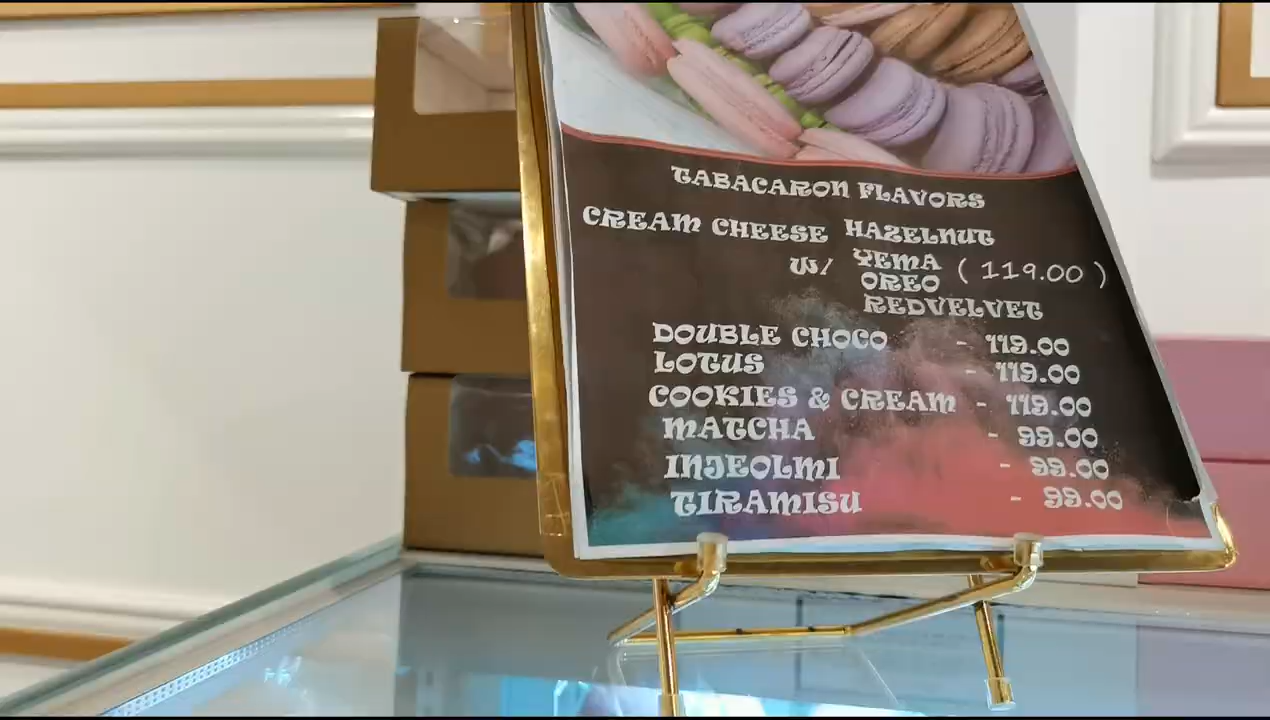 TABACARON FLAVORS
CREAM CHEESE HAZELNUT
W/ YEMA (119.00)
OREO
REDVELVET
DOUBLE CHOCO - 119.00
LOTUS - 119.00
COOKIES & CREAM - 119.00
MATCHA - 99.00
INJEOLMI - 99.00
TIRAMISU - 99.00